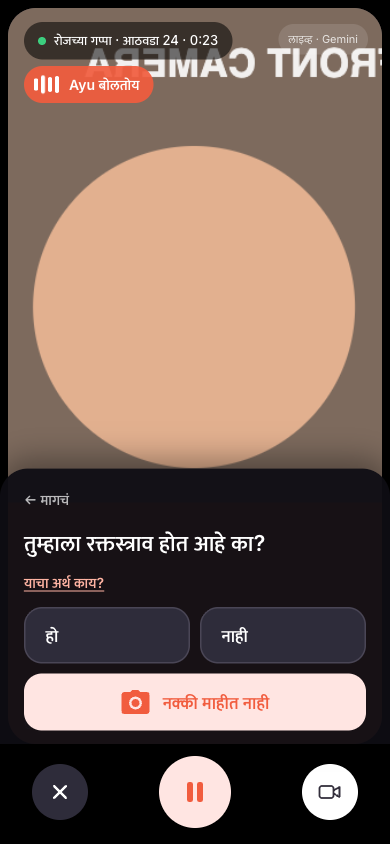 रोजच्या गप्पा · आठवडा 24 · 0:23
लाइव्ह · Gemini
FRONT CAMERA
Ayu बोलतोय
← मागचं
तुम्हाला रक्तस्त्राव होत आहे का?
याचा अर्थ काय?
हो
नाही
नक्की माहीत नाही